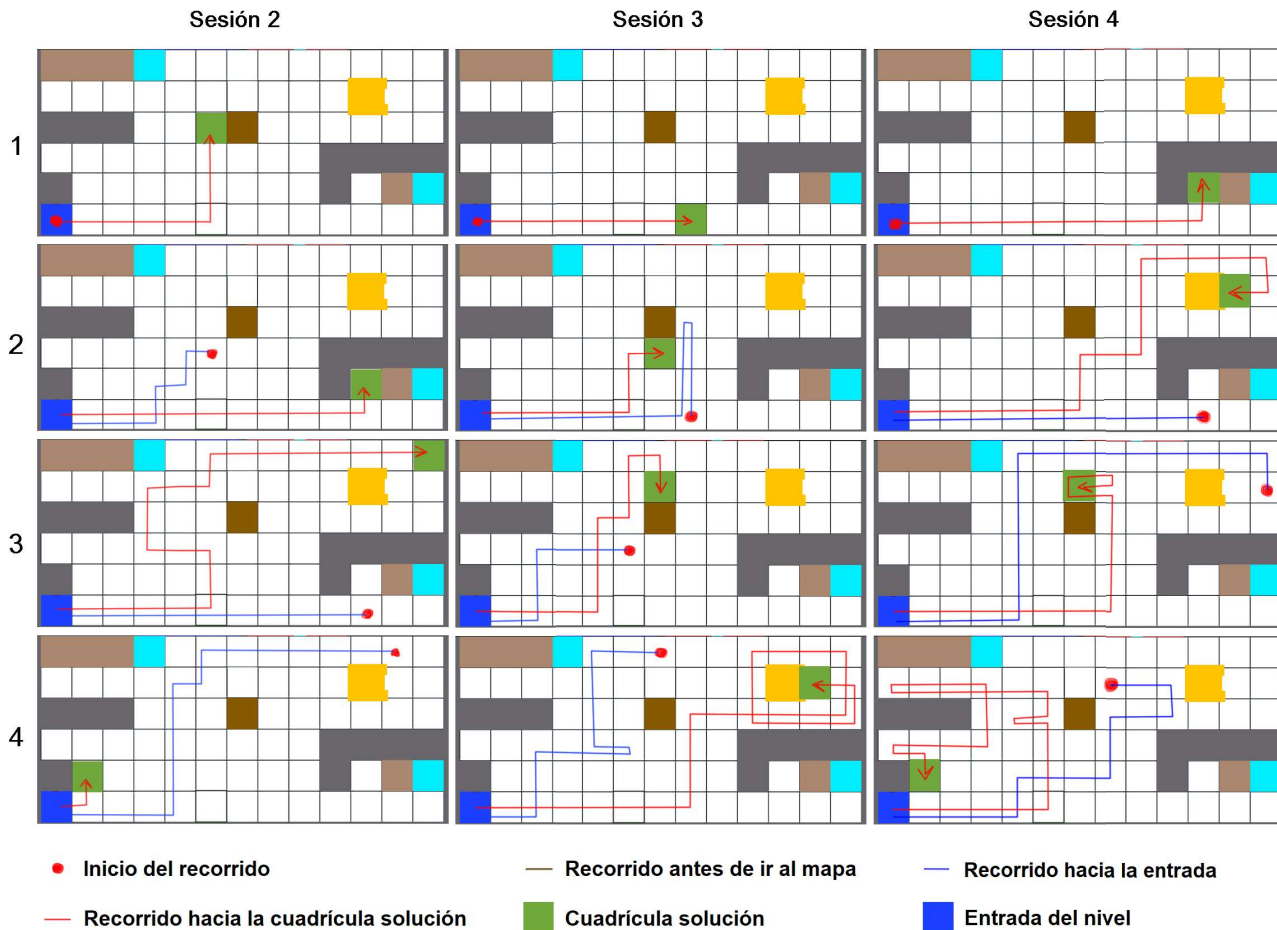 Sesión 2
Sesión 3
Sesión 4
1
2
3
4
Inicio del recorrido
Recorrido antes de ir al mapa
Recorrido hacia la entrada
Recorrido hacia la cuadrícula solución
Cuadrícula solución
Entrada del nivel